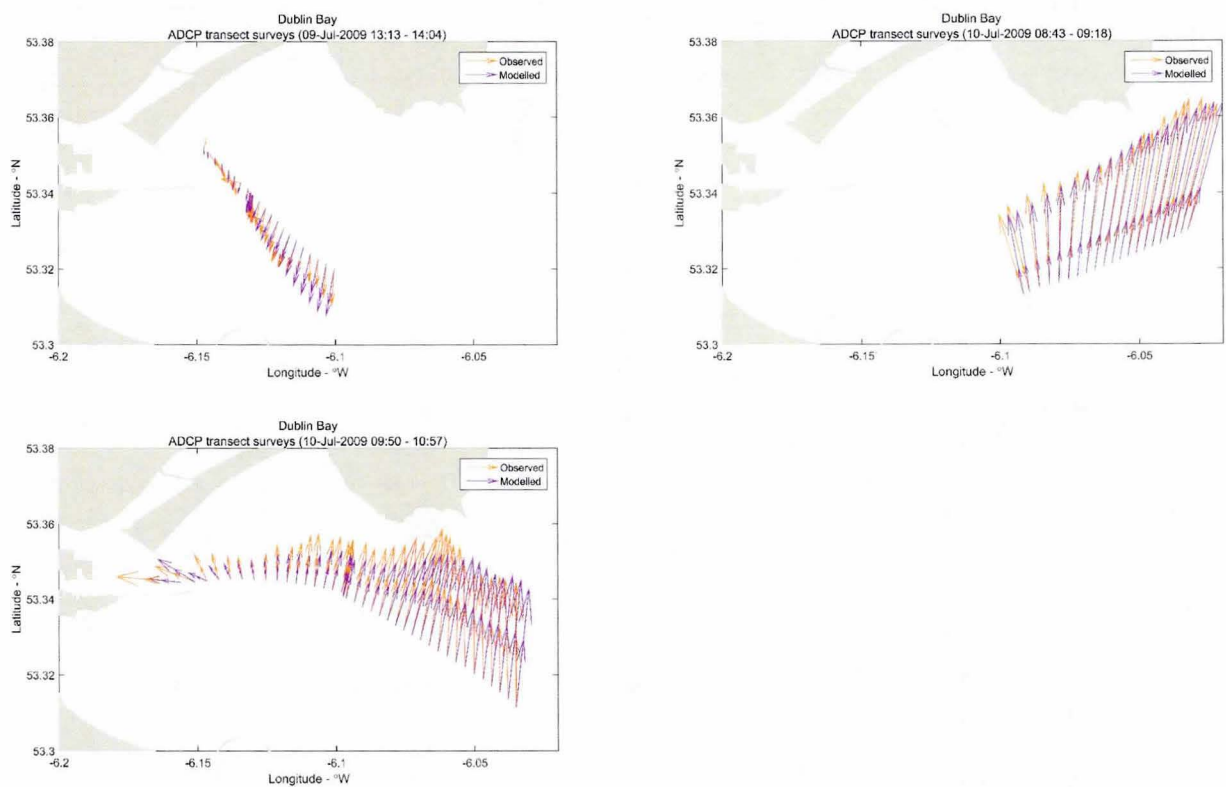 Dublin Bay
ADCP transect surveys (09-Jul-2009 13:13 - 14:04)
53.38
53.36
53.34
53.32
53.3
Latitude - °N
-6.2
-6.15
-6.1
-6.05
Longitude - °W
Observed
Modelled
Dublin Bay
ADCP transect surveys (10-Jul-2009 08:43 - 09:18)
53.38
53.36
53.34
53.32
53.3
Latitude - °N
-6.2
-6.15
-6.1
-6.05
Longitude - °W
Observed
Modelled
Dublin Bay
ADCP transect surveys (10-Jul-2009 09:50 - 10:57)
53.38
53.36
53.34
53.32
53.3
Latitude - °N
-6.2
-6.15
-6.1
-6.05
Longitude - °W
Observed
Modelled